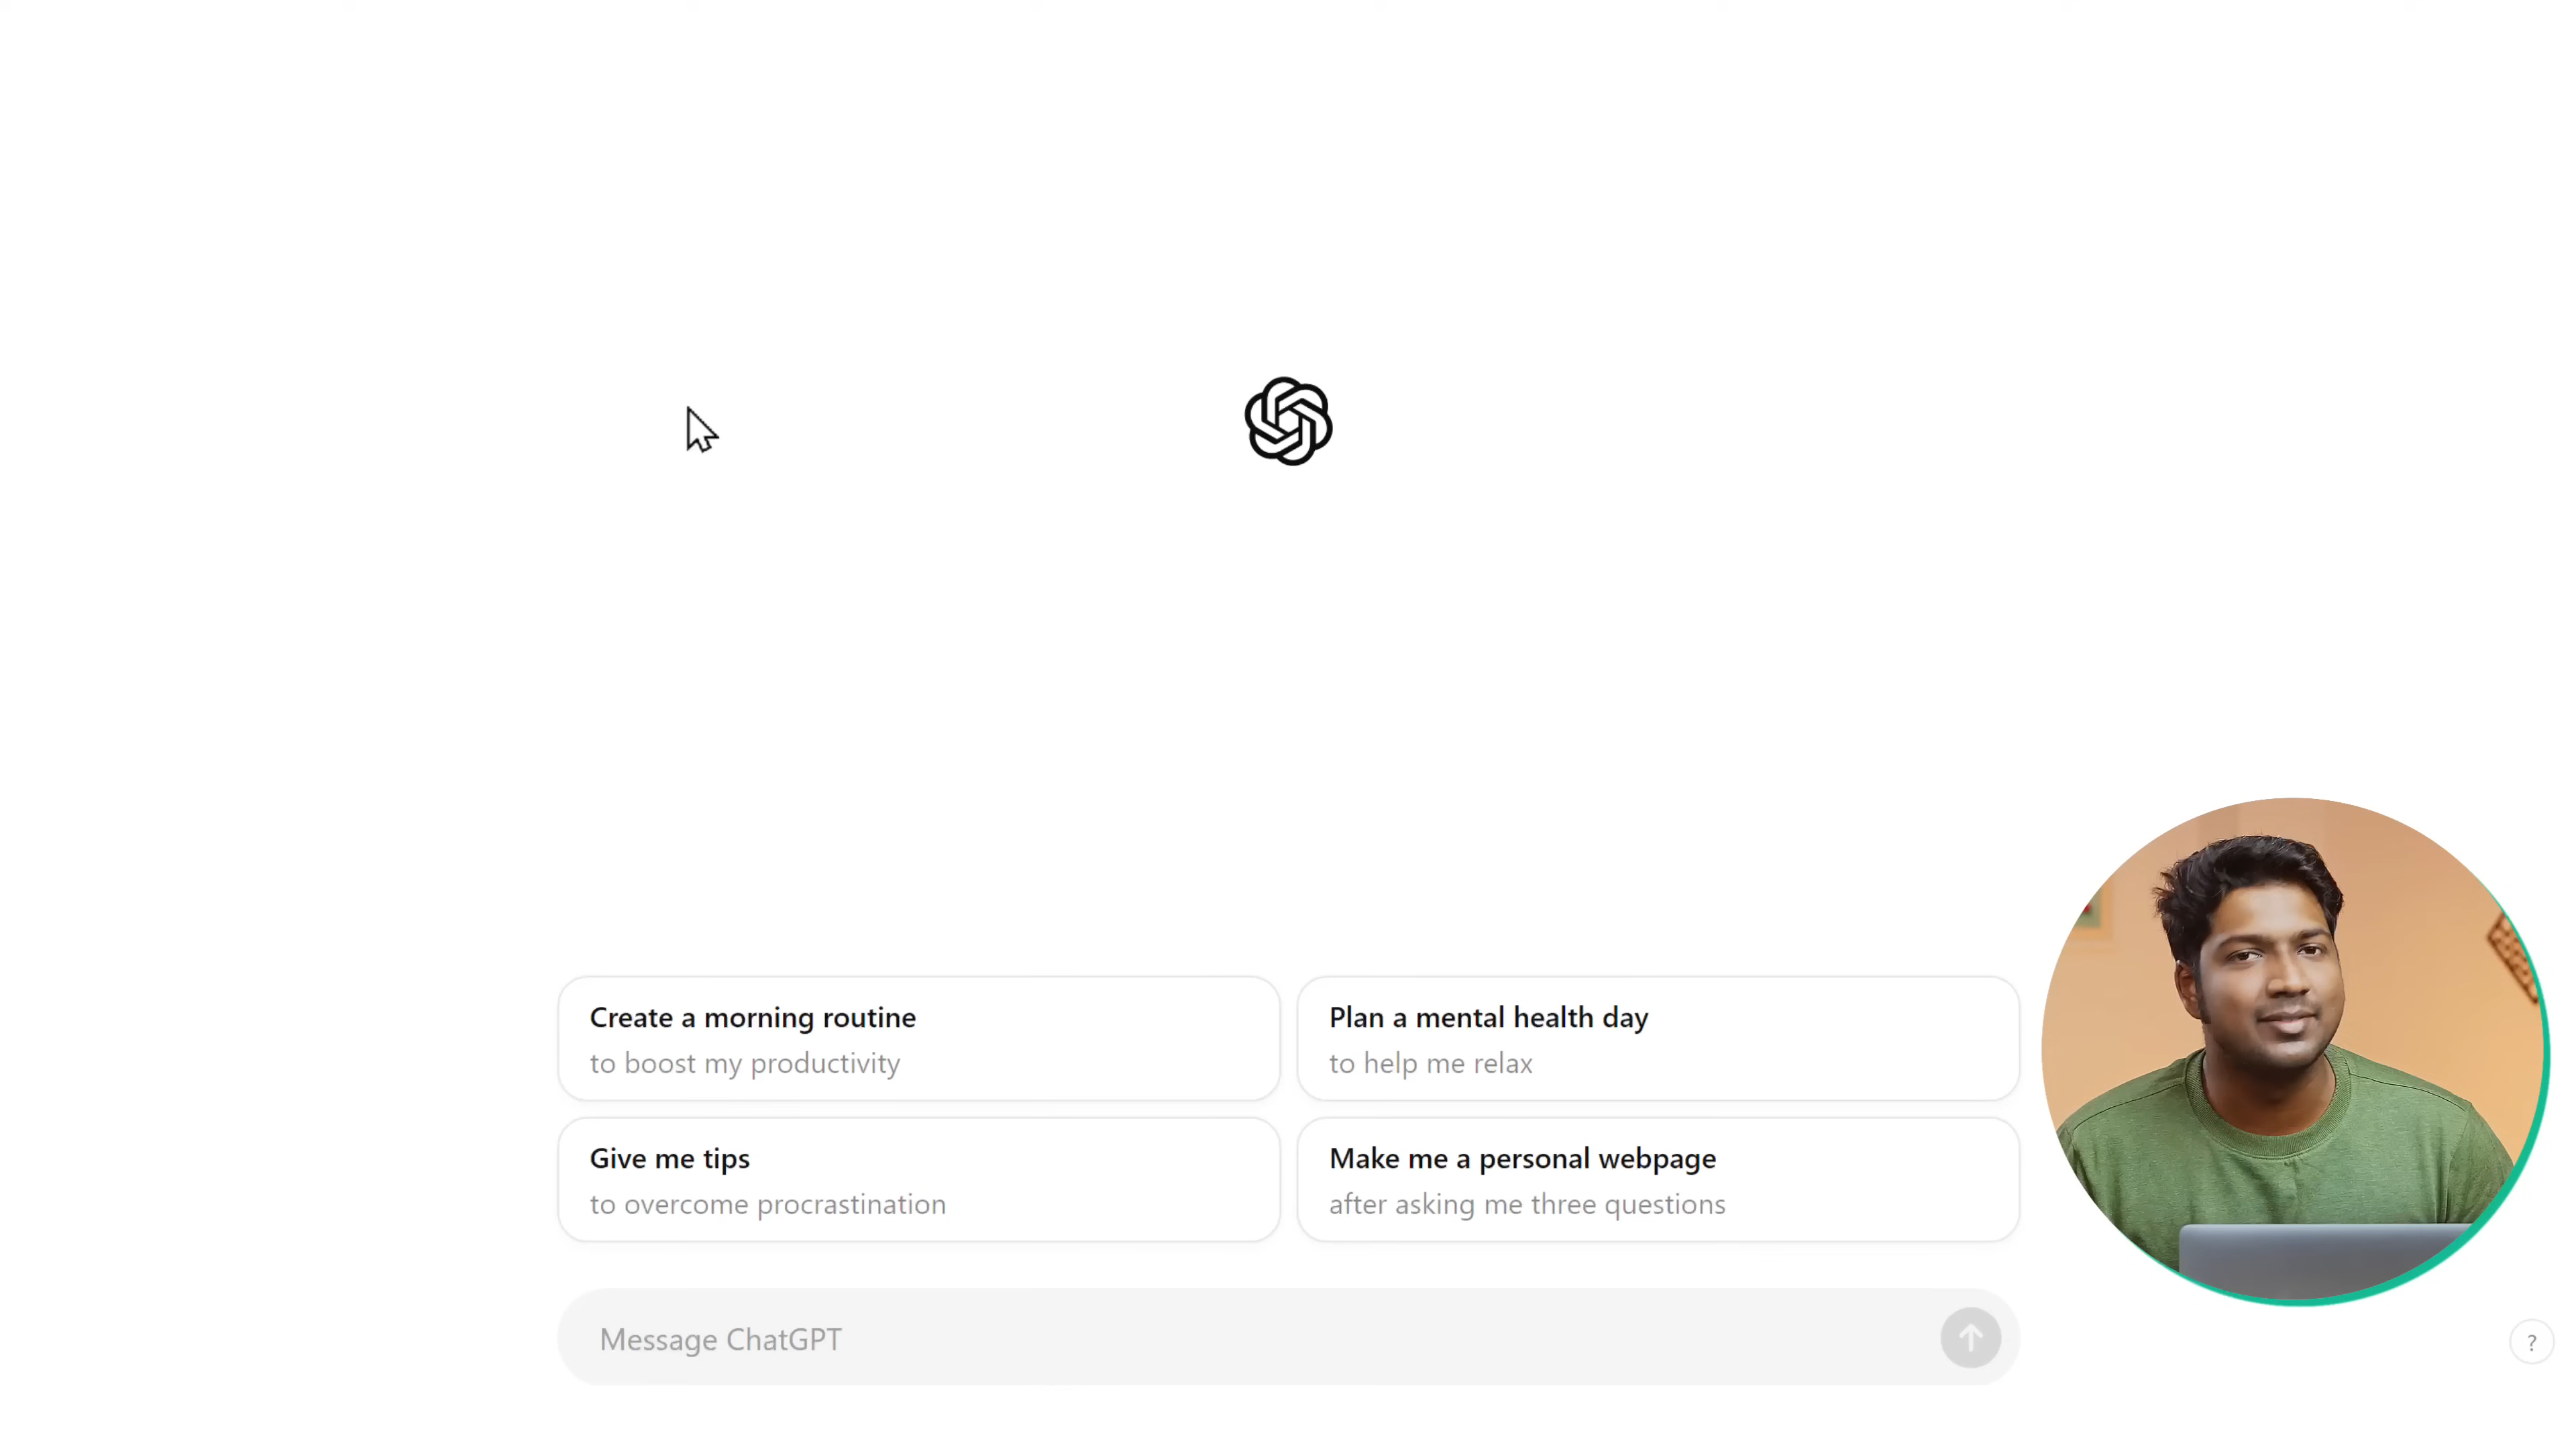 Create a morning routine
to boost my productivity
Plan a mental health day
to help me relax
Give me tips
to overcome procrastination
Make me a personal webpage
after asking me three questions
Message ChatGPT
?